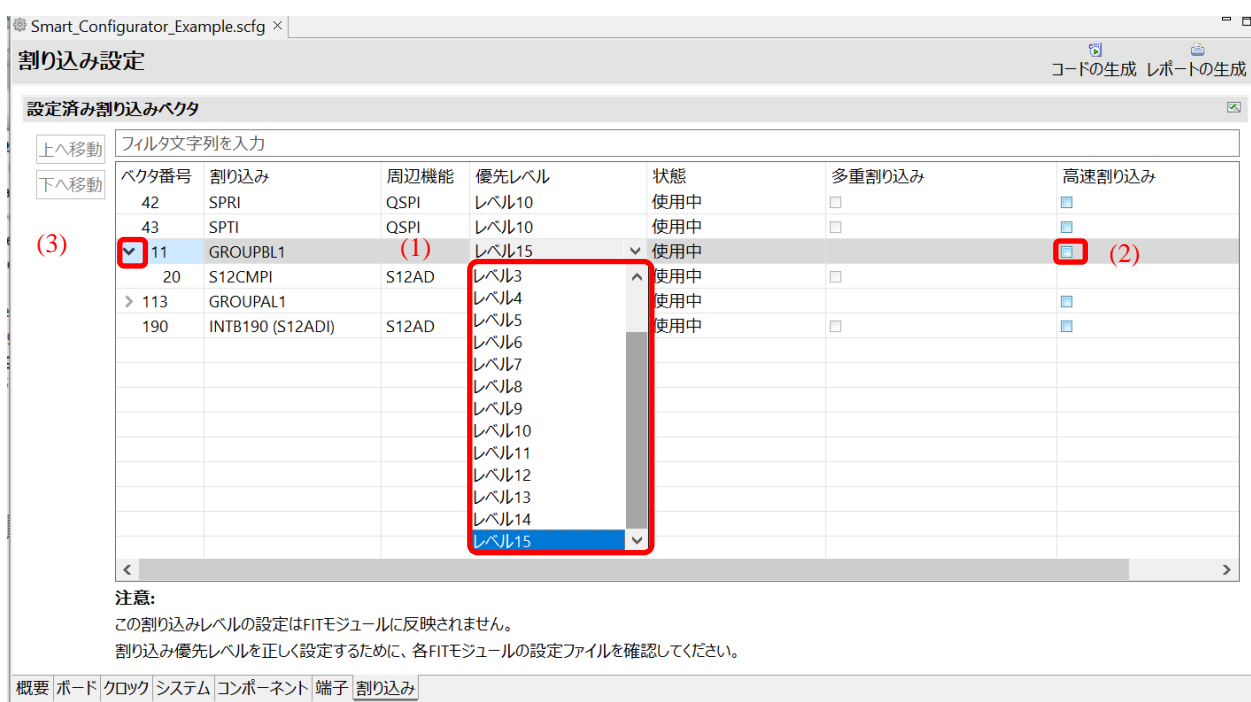 Smart_Configurator_Example.scfg ×
割り込み設定
コードの生成 レポートの生成
設定済み割り込みベクタ
上へ移動
下へ移動
フィルタ文字列を入力
ベクタ番号 割り込み 周辺機能 優先レベル 状態 多重割り込み 高速割り込み
42 SPRI QSPI レベル10 使用中
43 SPTI QSPI レベル10 使用中
(3)
11 GROUPBL1 (1) レベル15 使用中 (2)
20 S12CMPI S12AD レベル3 使用中
113 GROUPAL1 レベル4 使用中
190 INTB190 (S12ADI) S12AD レベル5 使用中
レベル6
レベル7
レベル8
レベル9
レベル10
レベル11
レベル12
レベル13
レベル14
レベル15
注意:
この割り込みレベルの設定はFITモジュールに反映されません。
割り込み優先レベルを正しく設定するために、各FITモジュールの設定ファイルを確認してください。
概要 ボード クロック システム コンポーネント 端子 割り込み